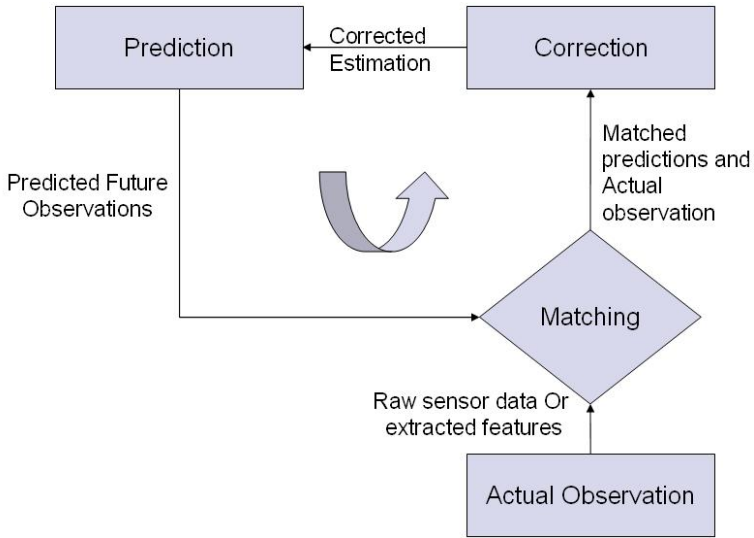 Prediction
Corrected
Estimation
Correction
Predicted Future
Observations
Matched
predictions and
Actual
observation
Matching
Raw sensor data Or
extracted features
Actual Observation